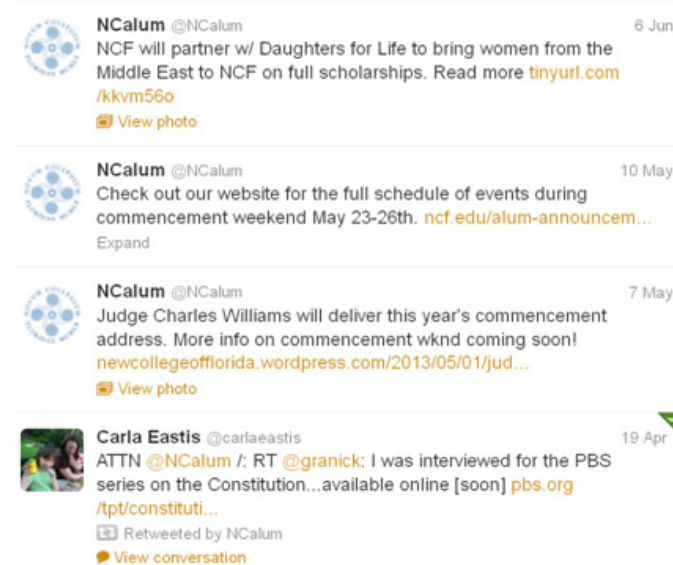 NCalum @NCalum 6 Jun
NCF will partner w/ Daughters for Life to bring women from the
Middle East to NCF on full scholarships. Read more tinyurl.com
/kkvm56o
View photo
NCalum @NCalum 10 May
Check out our website for the full schedule of events during
commencement weekend May 23-26th. ncf.edu/alum-announcem...
Expand
NCalum @NCalum 7 May
Judge Charles Williams will deliver this year's commencement
address. More info on commencement wknd coming soon!
newcollegeofflorida.wordpress.com/2013/05/01/jud...
View photo
Carla Eastis @carlaeastis 19 Apr
ATTN @NCalum /: RT @granick: I was interviewed for the PBS
series on the Constitution...available online [soon] pbs.org
/tpt/constituti...
Retweeted by NCalum
View conversation